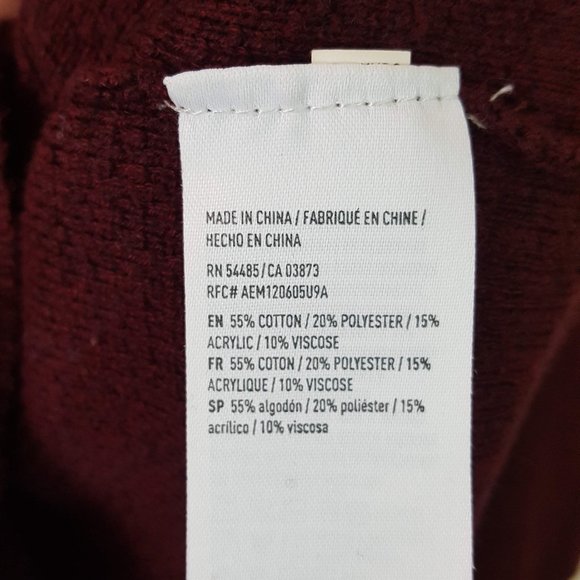 MADE IN CHINA / FABRIQUÉ EN CHINE /
HECHO EN CHINA
RN 54485/CA 03873
RFC# AEM120605U9A
EN 55% COTTON / 20% POLYESTER / 15%
ACRYLIC / 10% VISCOSE
FR 55% COTON / 20% POLYESTER / 15%
ACRYLIQUE / 10% VISCOSE
SP 55% algodón / 20% poliéster / 15%
acrílico / 10% viscosa